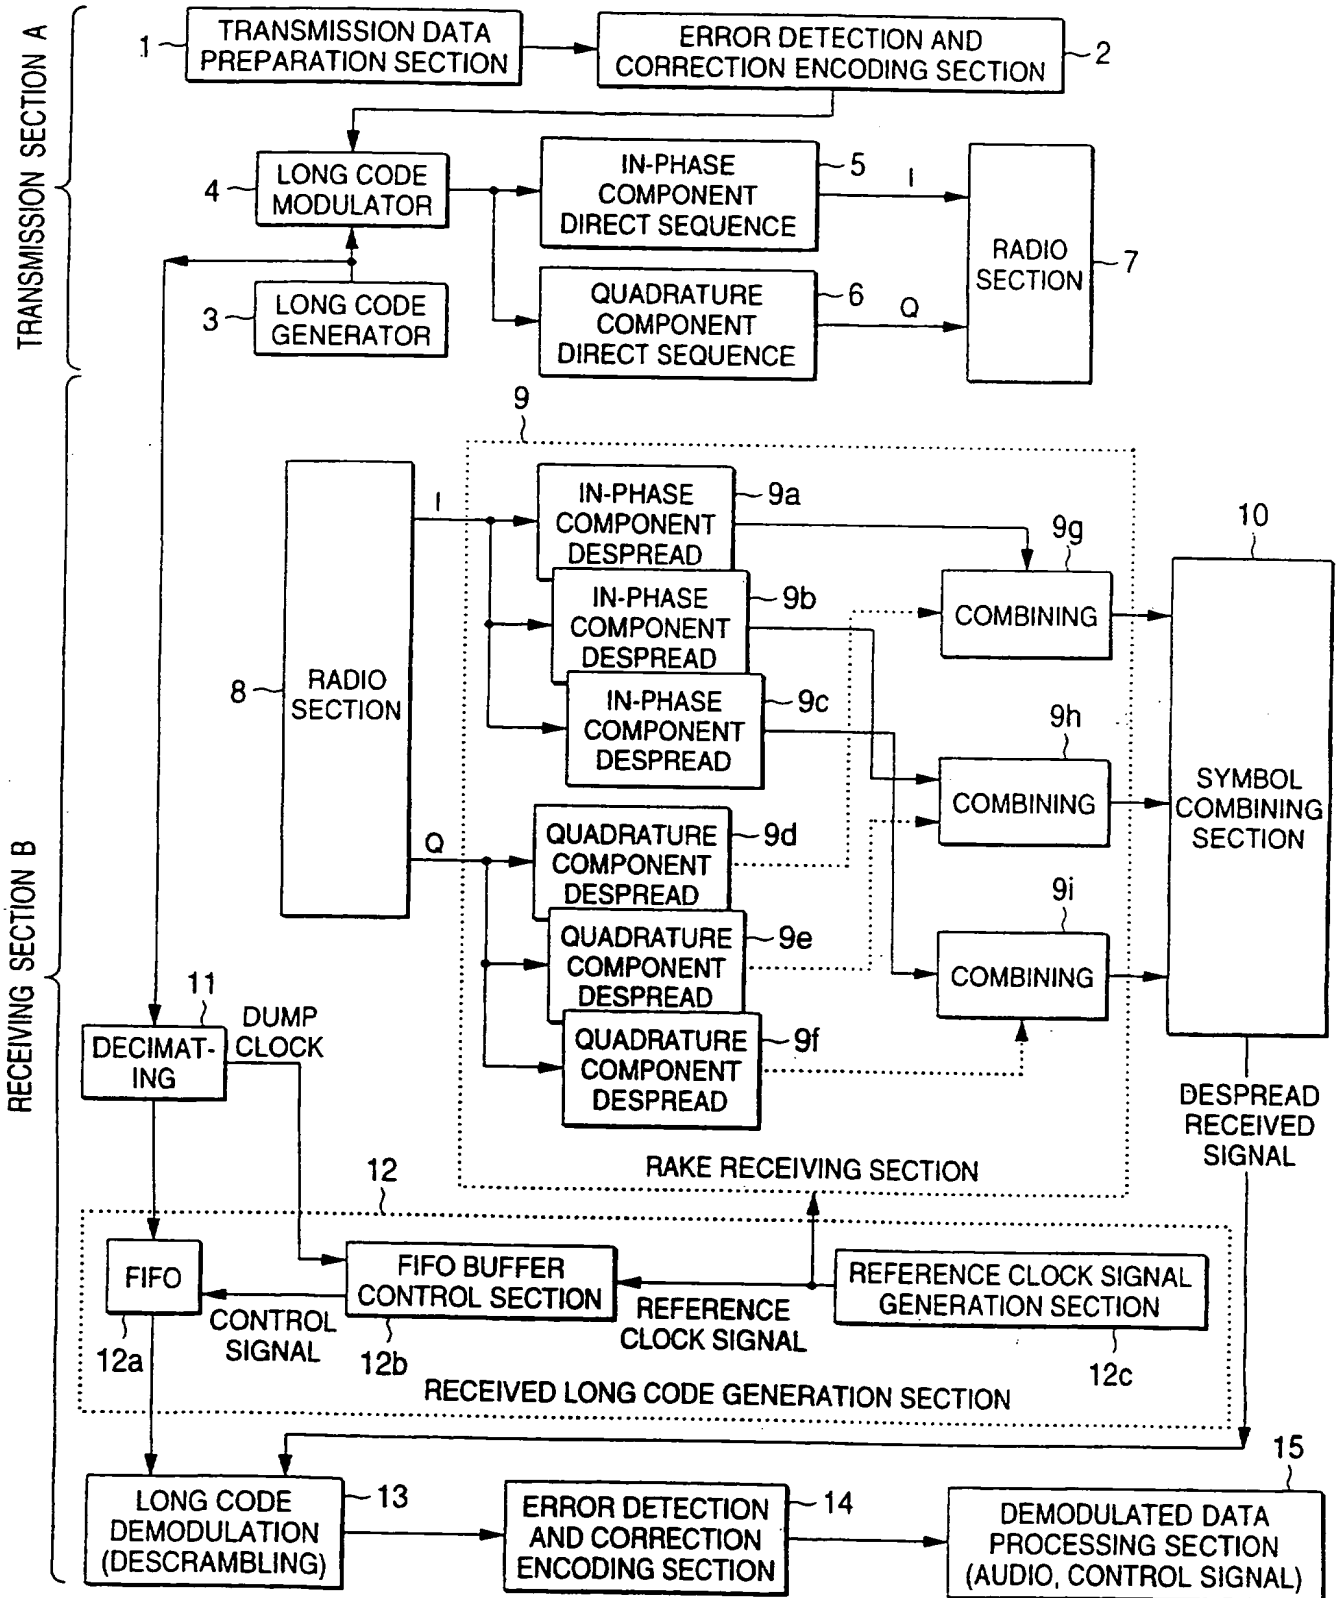 TRANSMISSION SECTION A
1
TRANSMISSION DATA
PREPARATION SECTION
ERROR DETECTION AND
CORRECTION ENCODING SECTION
2
4
LONG CODE
MODULATOR
IN-PHASE
COMPONENT
DIRECT SEQUENCE
5
I
RADIO
SECTION
7
3
LONG CODE
GENERATOR
QUADRATURE
COMPONENT
DIRECT SEQUENCE
6
Q
RECEIVING SECTION B
9
8
RADIO
SECTION
I
IN-PHASE
COMPONENT
DESPREAD
9a
IN-PHASE
COMPONENT
DESPREAD
9b
IN-PHASE
COMPONENT
DESPREAD
9c
Q
QUADRATURE
COMPONENT
DESPREAD
9d
QUADRATURE
COMPONENT
DESPREAD
9e
QUADRATURE
COMPONENT
DESPREAD
9f
9g
COMBINING
9h
COMBINING
9i
COMBINING
10
SYMBOL
COMBINING
SECTION
RAKE RECEIVING SECTION
DESPREAD
RECEIVED
SIGNAL
11
DECIMAT-
ING
DUMP
CLOCK
12
FIFO
12a
CONTROL
SIGNAL
FIFO BUFFER
CONTROL SECTION
12b
REFERENCE
CLOCK SIGNAL
REFERENCE CLOCK SIGNAL
GENERATION SECTION
12c
RECEIVED LONG CODE GENERATION SECTION
LONG CODE
DEMODULATION
(DESCRAMBLING)
13
ERROR DETECTION
AND CORRECTION
ENCODING SECTION
14
15
DEMODULATED DATA
PROCESSING SECTION
(AUDIO, CONTROL SIGNAL)